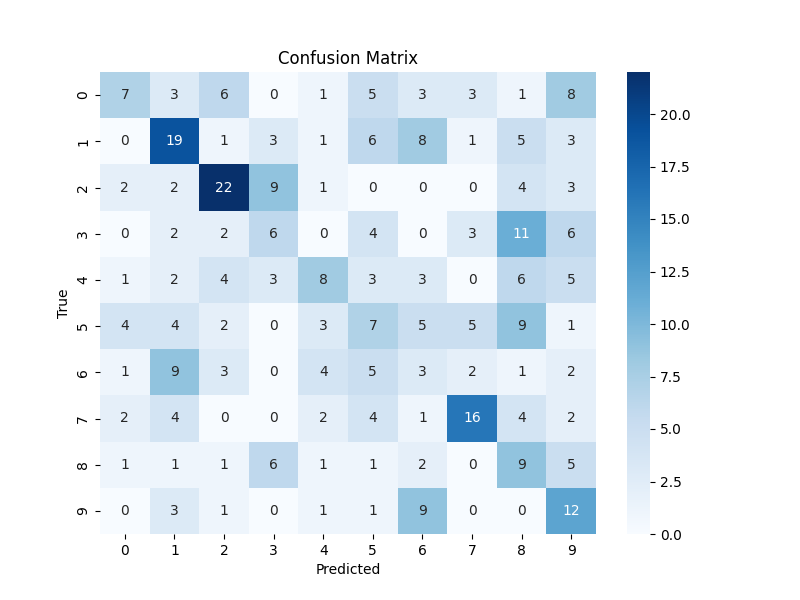 Confusion Matrix
0 7 3 6 0 1 5 3 3 1 8
1 0 19 1 3 1 6 8 1 5 3
2 2 2 22 9 1 0 0 0 4 3
3 0 2 2 6 0 4 0 3 11 6
4 1 2 4 3 8 3 3 0 6 5
5 4 4 2 0 3 7 5 5 9 1
6 1 9 3 0 4 5 3 2 1 2
7 2 4 0 0 2 4 1 16 4 2
8 1 1 1 6 1 1 2 0 9 5
9 0 3 1 0 1 1 9 0 0 12
0 1 2 3 4 5 6 7 8 9
Predicted
True
20.0
17.5
15.0
12.5
10.0
7.5
5.0
2.5
0.0